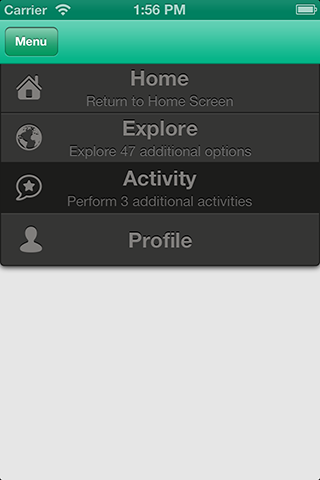 Carrier 1:56 PM
Menu
Home
Return to Home Screen
Explore
Explore 47 additional options
Activity
Perform 3 additional activities
Profile